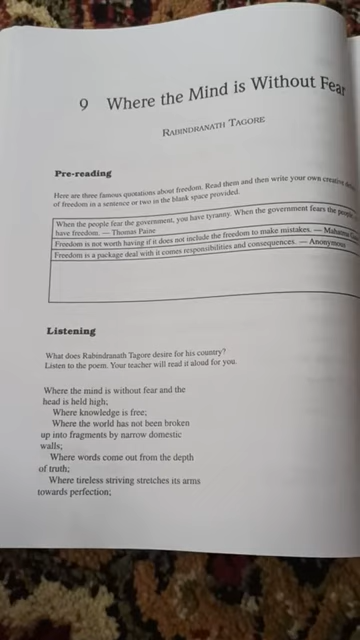 9 Where the Mind is Without Fear
RABINDRANATH TAGORE
Pre-reading
Here are three famous quotations about freedom. Read them and then write your own creative
of freedom in a sentence or two in the blank space provided.
When the people fear the government, you have tyranny. When the government fears the people,
have freedom. — Thomas Paine
Freedom is not worth having if it does not include the freedom to make mistakes. — Mahatma
Freedom is a package deal with it comes responsibilities and consequences. — Anonymous
Listening
What does Rabindranath Tagore desire for his country?
Listen to the poem. Your teacher will read it aloud for you.
Where the mind is without fear and the
head is held high;
Where knowledge is free;
Where the world has not been broken
up into fragments by narrow domestic
walls;
Where words come out from the depth
of truth;
Where tireless striving stretches its arms
towards perfection;